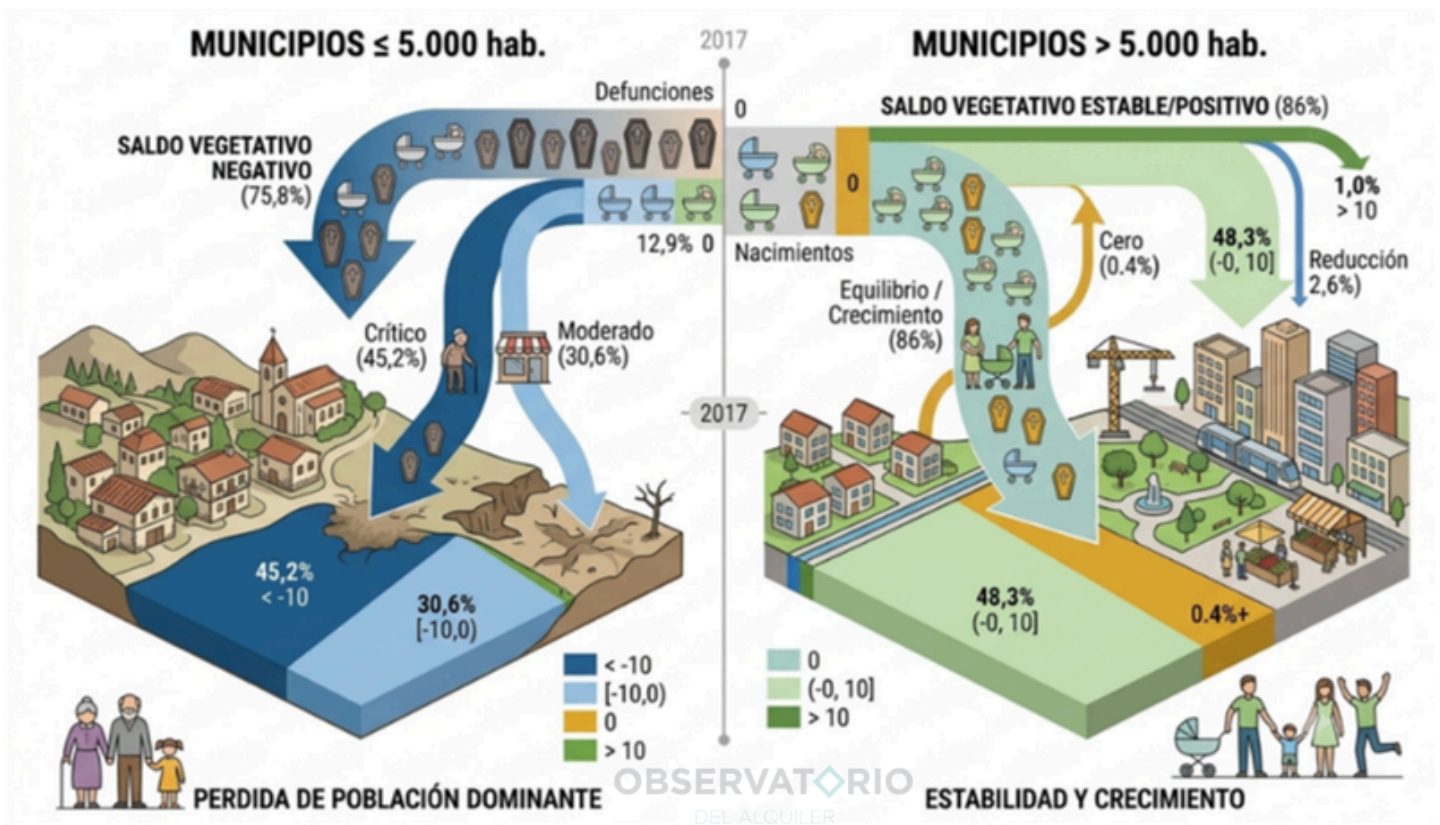 MUNICIPIOS ≤ 5.000 hab.
2017
MUNICIPIOS > 5.000 hab.
Defunciones
0
SALDO VEGETATIVO ESTABLE/POSITIVO (86%)
SALDO VEGETATIVO
NEGATIVO
(75,8%)
0
1,0%
> 10
12,9% 0
Nacimientos
Cero
(0.4%)
48,3%
(-0, 10]
Reducción
2,6%)
Equilibrio /
Crecimiento
(86%)
Crítico
(45,2%)
Moderado
(30,6%)
2017
45,2%
< -10
30,6%
[-10,0)
48,3%
(-0, 10]
0.4%+
< -10
[-10,0)
0
> 10
0
(-0, 10]
> 10
OBSERVATORIO
DEL ALQUILER
PERDIDA DE POBLACIÓN DOMINANTE
ESTABILIDAD Y CRECIMIENTO